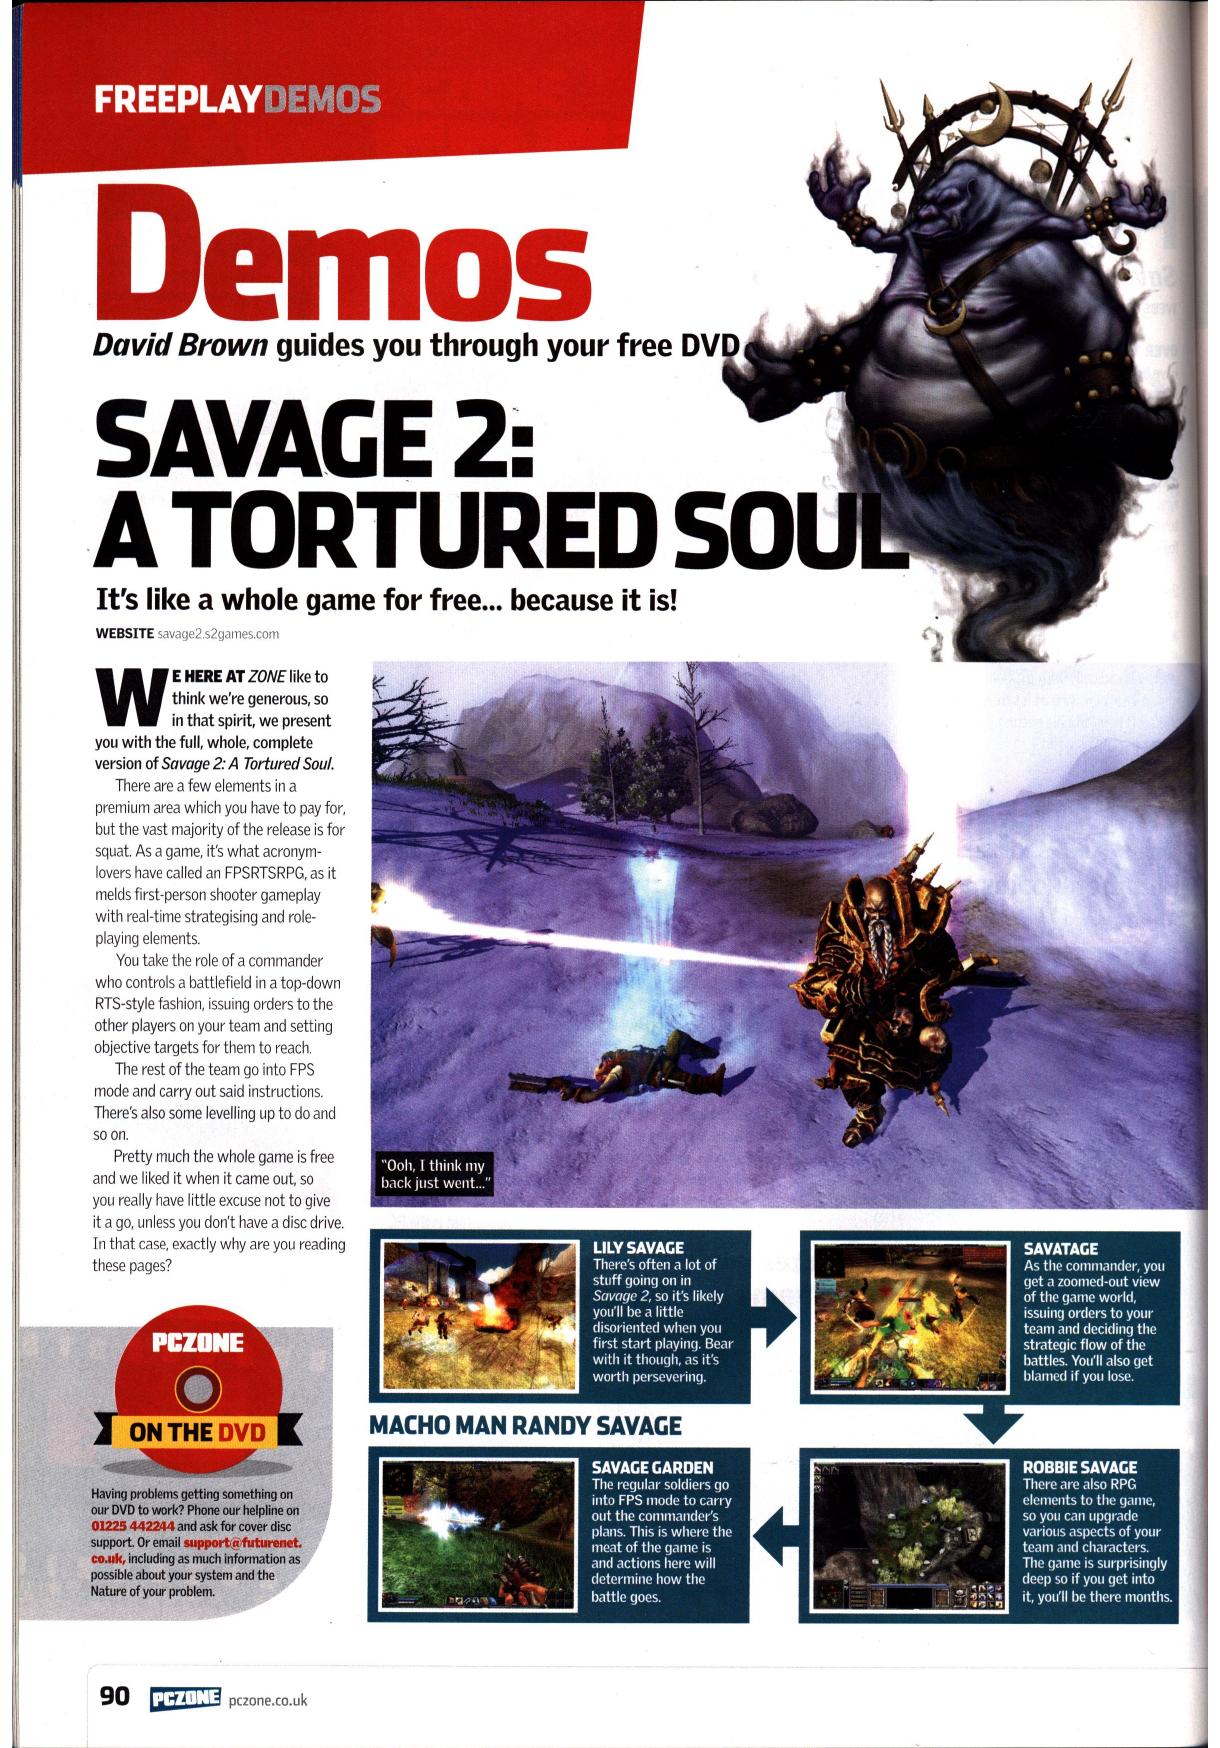 FREEPLAYDEMOS
Demos
David Brown guides you through your free DVD
SAVAGE 2:
A TORTURED SOUL
It's like a whole game for free... because it is!
WEBSITE savage2.s2games.com
WE HERE AT ZONE like to
think we're generous, so
in that spirit, we present
you with the full, whole, complete
version of Savage 2: A Tortured Soul.
There are a few elements in a
premium area which you have to pay for,
but the vast majority of the release is for
squat. As a game, it's what acronym-
lovers have called an FPSRTSRPG, as it
melds first-person shooter gameplay
with real-time strategising and role-
playing elements.
You take the role of a commander
who controls a battlefield in a top-down
RTS-style fashion, issuing orders to the
other players on your team and setting
objective targets for them to reach.
The rest of the team go into FPS
mode and carry out said instructions.
There's also some levelling up to do and
so on.
Pretty much the whole game is free
and we liked it when it came out, so
you really have little excuse not to give
it a go, unless you don't have a disc drive.
In that case, exactly why are you reading
these pages?
"Ooh, I think my
back just went..."
LILY SAVAGE
There's often a lot of
stuff going on in
Savage 2, so it's likely
you'll be a little
disoriented when you
first start playing. Bear
with it though, as it's
worth persevering.
SAVATAGE
As the commander, you
get a zoomed-out view
of the game world,
issuing orders to your
team and deciding the
strategic flow of the
battles. You'll also get
blamed if you lose.
MACHO MAN RANDY SAVAGE
SAVAGE GARDEN
The regular soldiers go
into FPS mode to carry
out the commander's
plans. This is where the
meat of the game is
and actions here will
determine how the
battle goes.
ROBBIE SAVAGE
There are also RPG
elements to the game,
so you can upgrade
various aspects of your
team and characters.
The game is surprisingly
deep so if you get into
it, you'll be there months.
PCZONE
ON THE DVD
Having problems getting something on
our DVD to work? Phone our helpline on
01225 442244 and ask for cover disc
support. Or email support@futurenet.
co.uk, including as much information as
possible about your system and the
Nature of your problem.
90 PCZONE pczone.co.uk